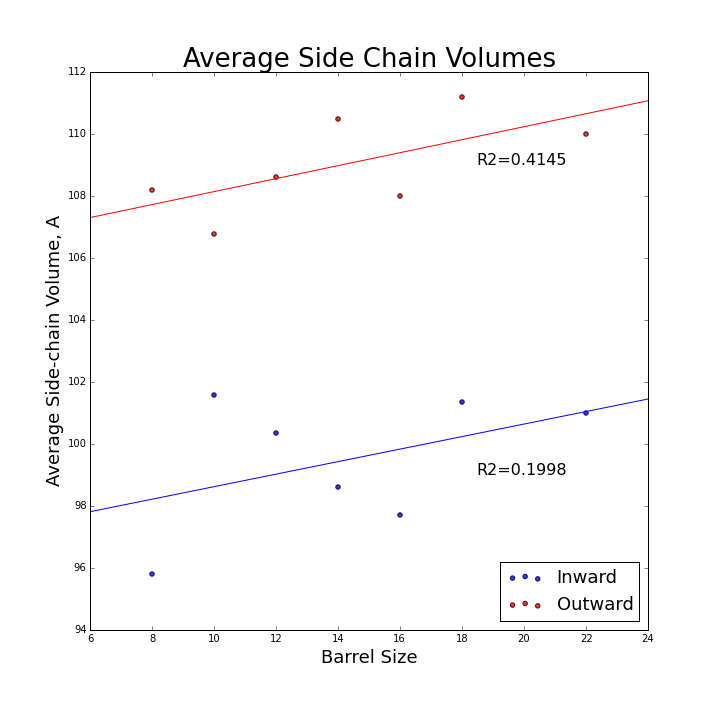 Average Side Chain Volumes
112
110
108
106
104
102
100
98
96
94
Average Side-chain Volume, A
R2=0.4145
R2=0.1998
Inward
Outward
6
8
10
12
14
16
18
20
22
24
Barrel Size